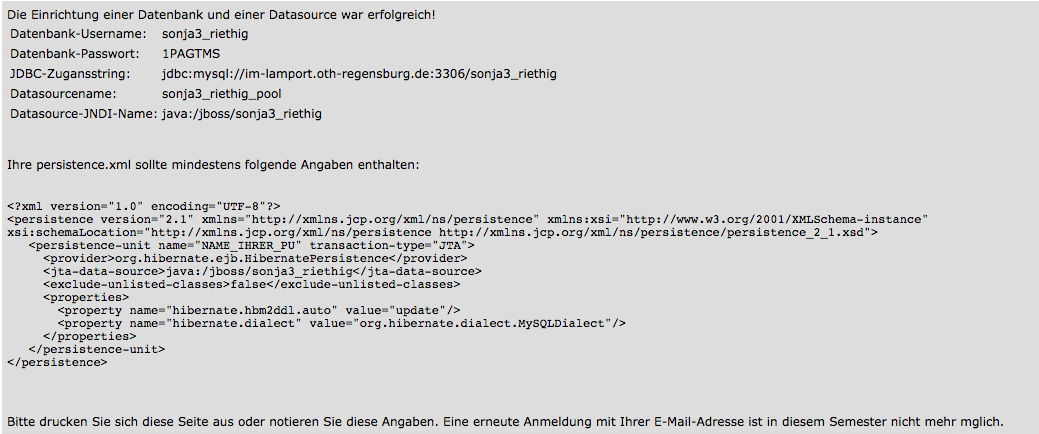 Die Einrichtung einer Datenbank und einer Datasource war erfolgreich!
Datenbank-Username: sonja3_riethig
Datenbank-Passwort: 1PAGTMS
JDBC-Zugansstring: jdbc:mysql://im-lamport.oth-regensburg.de:3306/sonja3_riethig
Datasourcename: sonja3_riethig_pool
Datasource-JNDI-Name: java:/jboss/sonja3_riethig
Ihre persistence.xml sollte mindestens folgende Angaben enthalten:
<?xml version="1.0" encoding="UTF-8"?>
<persistence version="2.1" xmlns="http://xmlns.jcp.org/xml/ns/persistence" xmlns:xsi="http://www.w3.org/2001/XMLSchema-instance"
xsi:schemaLocation="http://xmlns.jcp.org/xml/ns/persistence http://xmlns.jcp.org/xml/ns/persistence/persistence_2_1.xsd">
   <persistence-unit name="NAME_IHRER_PU" transaction-type="JTA">
     <provider>org.hibernate.ejb.HibernatePersistence</provider>
     <jta-data-source>java:/jboss/sonja3_riethig</jta-data-source>
     <exclude-unlisted-classes>false</exclude-unlisted-classes>
     <properties>
       <property name="hibernate.hbm2ddl.auto" value="update"/>
       <property name="hibernate.dialect" value="org.hibernate.dialect.MySQLDialect"/>
     </properties>
   </persistence-unit>
</persistence>
Bitte drucken Sie sich diese Seite aus oder notieren Sie diese Angaben. Eine erneute Anmeldung mit Ihrer E-Mail-Adresse ist in diesem Semester nicht mehr mglich.